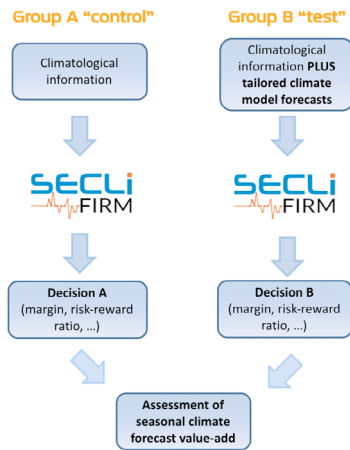 Group A “control”
Climatological
information
SECLi
FIRM
Decision A
(margin, risk-reward
ratio, ...)
Group B “test”
Climatological
information PLUS
tailored climate
model forecasts
SECLi
FIRM
Decision B
(margin, risk-reward
ratio, ...)
Assessment of
seasonal climate
forecast value-add